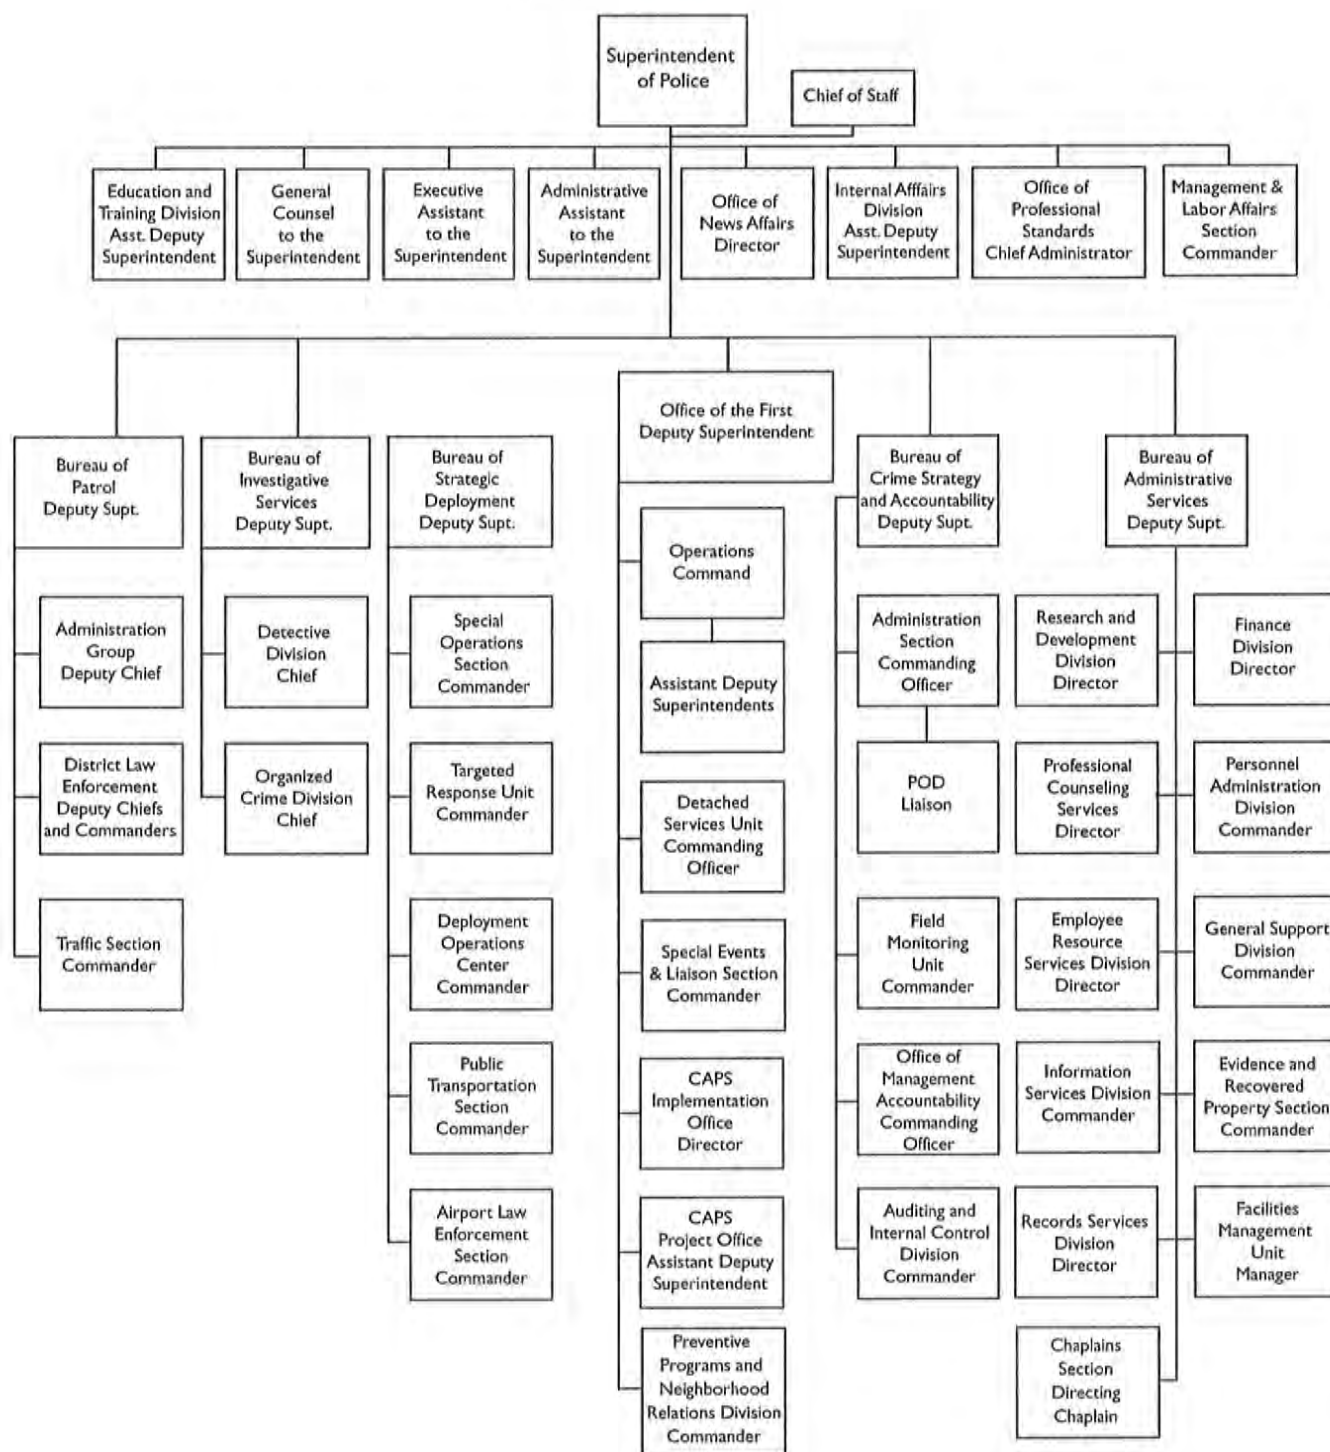 Superintendent
of Police
Chief of Staff
Education and
Training Division
Asst. Deputy
Superintendent
General
Counsel
to the
Superintendent
Executive
Assistant
to the
Superintendent
Administrative
Assistant
to the
Superintendent
Office of
News Affairs
Director
Internal Afffairs
Division
Asst. Deputy
Superintendent
Office of
Professional
Standards
Chief Administrator
Management &
Labor Affairs
Section
Commander
Office of the First
Deputy Superintendent
Bureau of
Patrol
Deputy Supt.
Administration
Group
Deputy Chief
District Law
Enforcement
Deputy Chiefs
and Commanders
Traffic Section
Commander
Bureau of
Investigative
Services
Deputy Supt.
Detective
Division
Chief
Organized
Crime Division
Chief
Bureau of
Strategic
Deployment
Deputy Supt.
Special
Operations
Section
Commander
Targeted
Response Unit
Commander
Deployment
Operations
Center
Commander
Public
Transportation
Section
Commander
Airport Law
Enforcement
Section
Commander
Operations
Command
Assistant Deputy
Superintendents
Detached
Services Unit
Commanding
Officer
Special Events
& Liaison Section
Commander
CAPS
Implementation
Office
Director
CAPS
Project Office
Assistant Deputy
Superintendent
Preventive
Programs and
Neighborhood
Relations Division
Commander
Bureau of
Crime Strategy
and Accountability
Deputy Supt.
Administration
Section
Commanding
Officer
POD
Liaison
Field
Monitoring
Unit
Commander
Office of
Management
Accountability
Commanding
Officer
Auditing and
Internal Control
Division
Commander
Bureau of
Administrative
Services
Deputy Supt.
Research and
Development
Division
Director
Finance
Division
Director
Professional
Counseling
Services
Director
Personnel
Administration
Division
Commander
Employee
Resource
Services Division
Director
General Support
Division
Commander
Information
Services Division
Commander
Evidence and
Recovered
Property Section
Commander
Records Services
Division
Director
Facilities
Management
Unit
Manager
Chaplains
Section
Directing
Chaplain